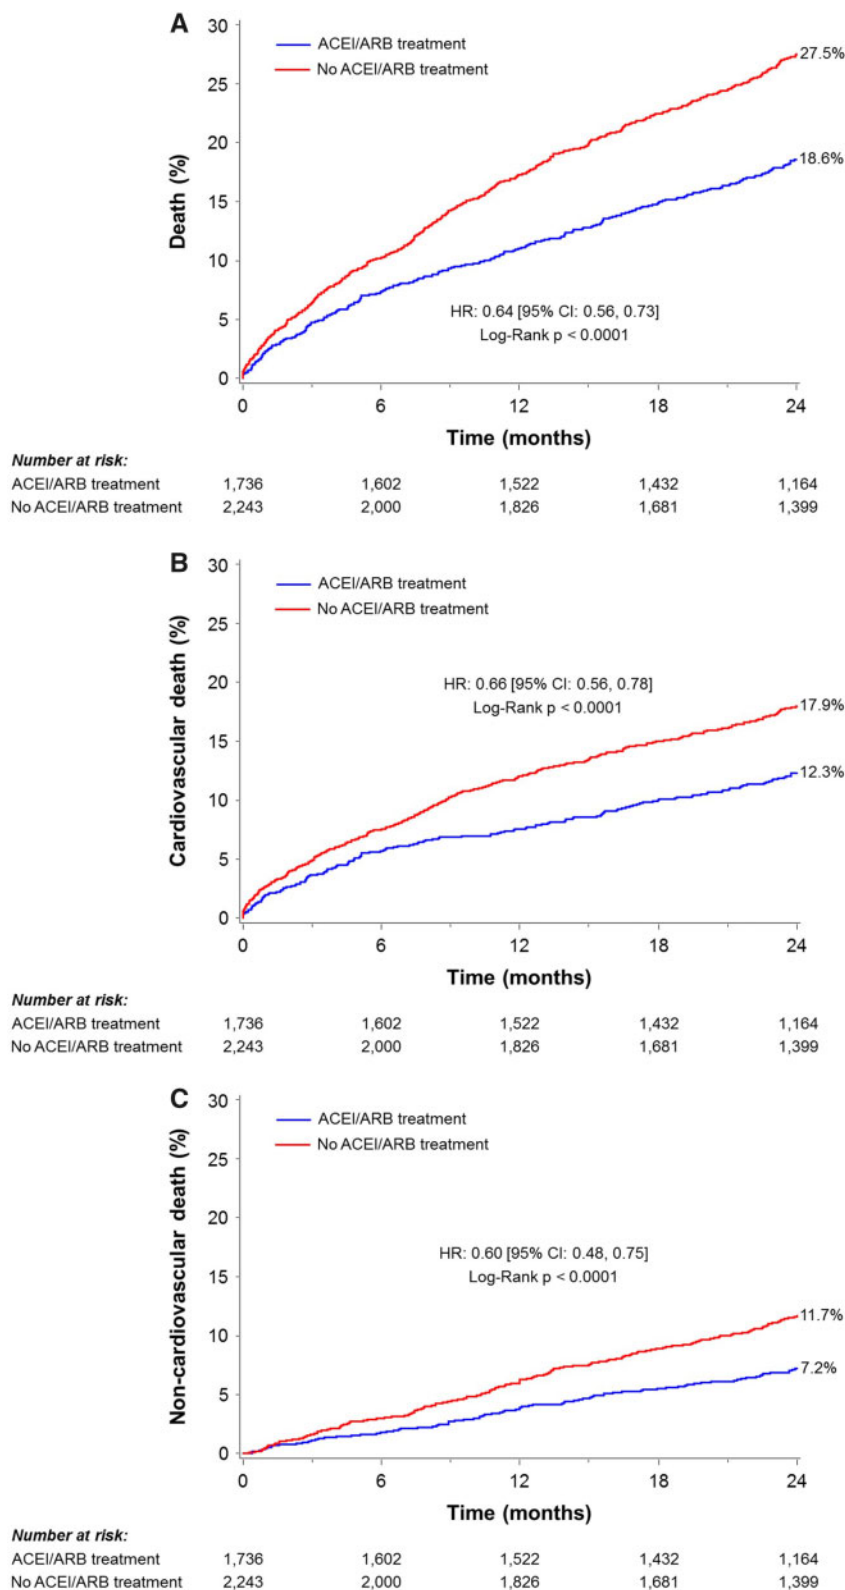 A
30
ACEI/ARB treatment
No ACEI/ARB treatment
27.5%
25
20
18.6%
15
Death (%)
10
HR: 0.64 [95% CI: 0.56, 0.73]
5
Log-Rank p < 0.0001
0
0 6 12 18 24
Time (months)
Number at risk:
ACEI/ARB treatment 1,736 1,602 1,522 1,432 1,164
No ACEI/ARB treatment 2,243 2,000 1,826 1,681 1,399
B
30
ACEI/ARB treatment
No ACEI/ARB treatment
25
20
HR: 0.66 [95% CI: 0.56, 0.78]
Log-Rank p < 0.0001
17.9%
15
Cardiovascular death (%)
12.3%
10
5
0
0 6 12 18 24
Time (months)
Number at risk:
ACEI/ARB treatment 1,736 1,602 1,522 1,432 1,164
No ACEI/ARB treatment 2,243 2,000 1,826 1,681 1,399
C
30
ACEI/ARB treatment
No ACEI/ARB treatment
25
20
HR: 0.60 [95% CI: 0.48, 0.75]
Log-Rank p < 0.0001
15
Non-cardiovascular death (%)
11.7%
10
7.2%
5
0
0 6 12 18 24
Time (months)
Number at risk:
ACEI/ARB treatment 1,736 1,602 1,522 1,432 1,164
No ACEI/ARB treatment 2,243 2,000 1,826 1,681 1,399